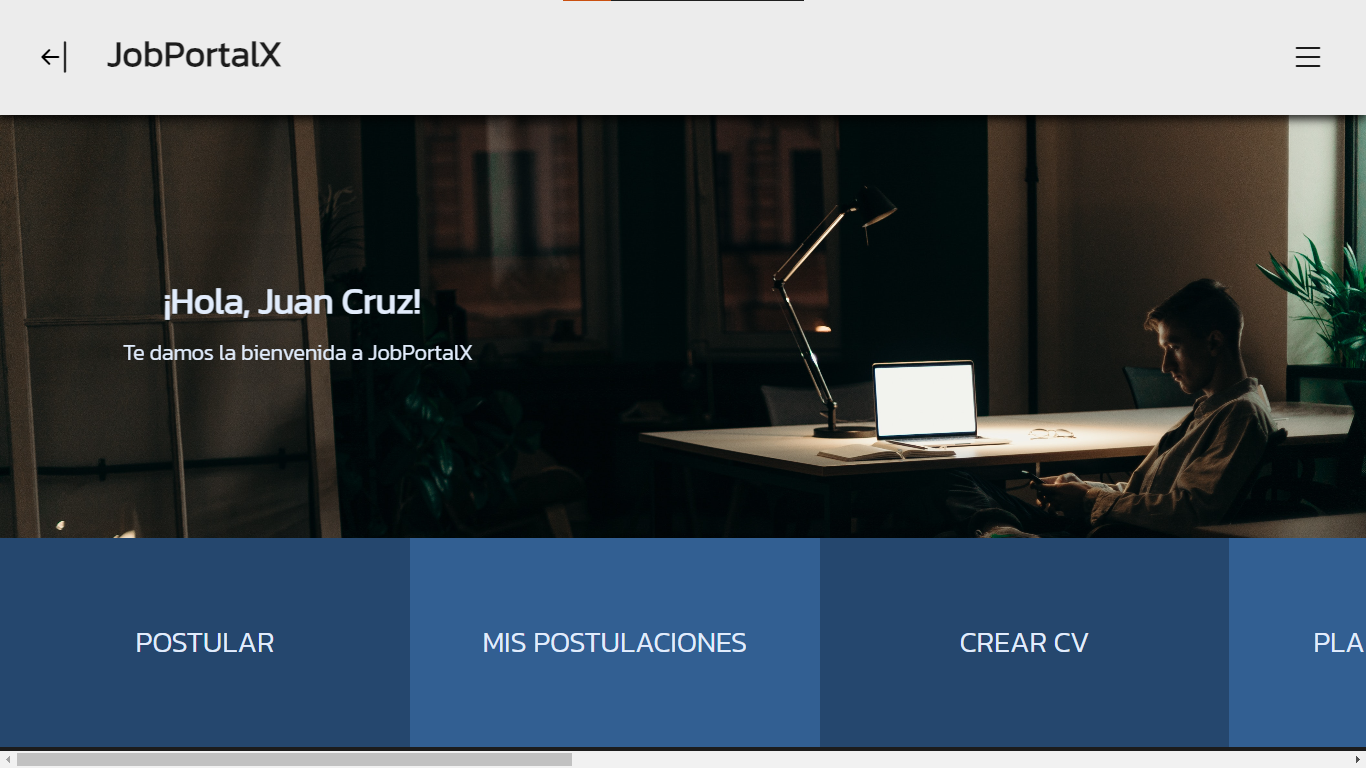 JobPortalX
¡Hola, Juan Cruz!
Te damos la bienvenida a JobPortalX
POSTULAR
MIS POSTULACIONES
CREAR CV
PLA